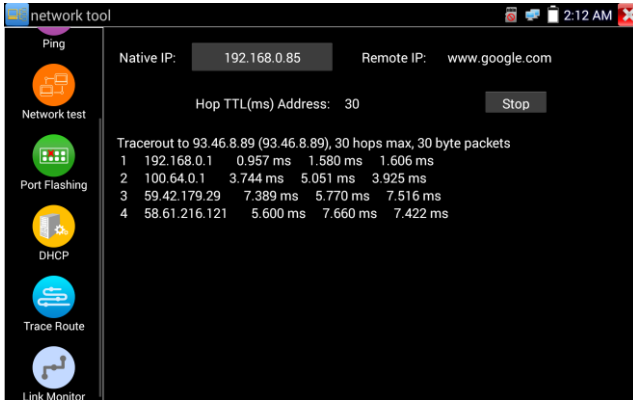 network tool
2:12 AM
Ping
Network test
Port Flashing
DHCP
Trace Route
Link Monitor
Native IP: 192.168.0.85 Remote IP: www.google.com
Hop TTL(ms) Address: 30 Stop
Tracerout to 93.46.8.89 (93.46.8.89), 30 hops max, 30 byte packets
1 192.168.0.1 0.957 ms 1.580 ms 1.606 ms
2 100.64.0.1 3.744 ms 5.051 ms 3.925 ms
3 59.42.179.29 7.389 ms 5.770 ms 7.516 ms
4 58.61.216.121 5.600 ms 7.660 ms 7.422 ms